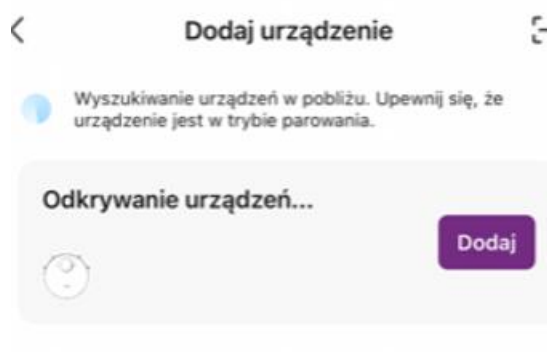 Dodaj urządzenie
Wyszukiwanie urządzeń w pobliżu. Upewnij się, że
urządzenie jest w trybie parowania.
Odkrywanie urządzeń...
Dodaj